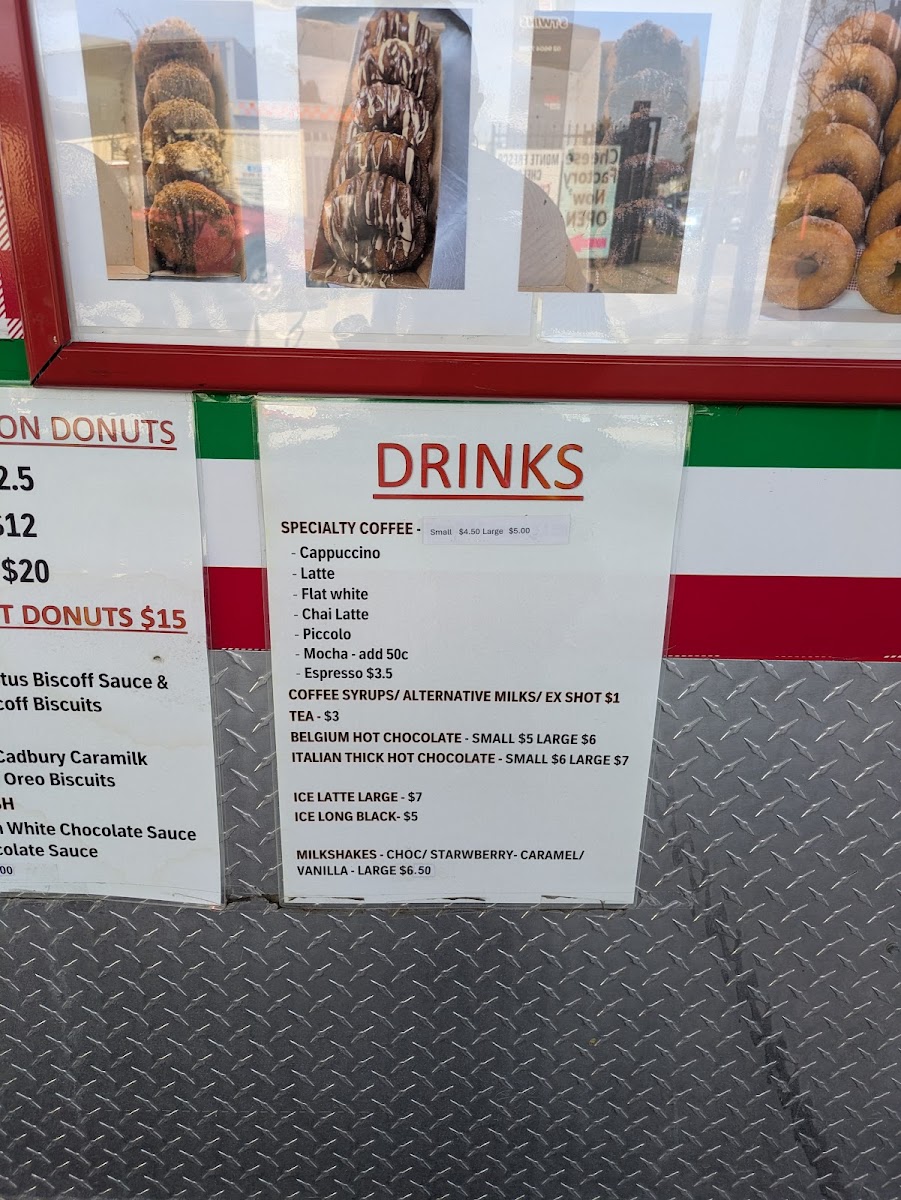 Cheese
Factory
Now
OPEN
ON DONUTS
2.5
$12
$20
T DONUTS $15
tus Biscoff Sauce &
coff Biscuits
Cadbury Caramilk
Oreo Biscuits
SH
White Chocolate Sauce
colate Sauce
00
DRINKS
SPECIALTY COFFEE - Small $4.50 Large $5.00
- Cappuccino
- Latte
- Flat white
- Chai Latte
- Piccolo
- Mocha - add 50c
- Espresso $3.5
COFFEE SYRUPS/ ALTERNATIVE MILKS/ EX SHOT $1
TEA - $3
BELGIUM HOT CHOCOLATE - SMALL $5 LARGE $6
ITALIAN THICK HOT CHOCOLATE - SMALL $6 LARGE $7
ICE LATTE LARGE - $7
ICE LONG BLACK- $5
MILKSHAKES - CHOC/ STARWBERRY- CARAMEL/
VANILLA - LARGE $6.50